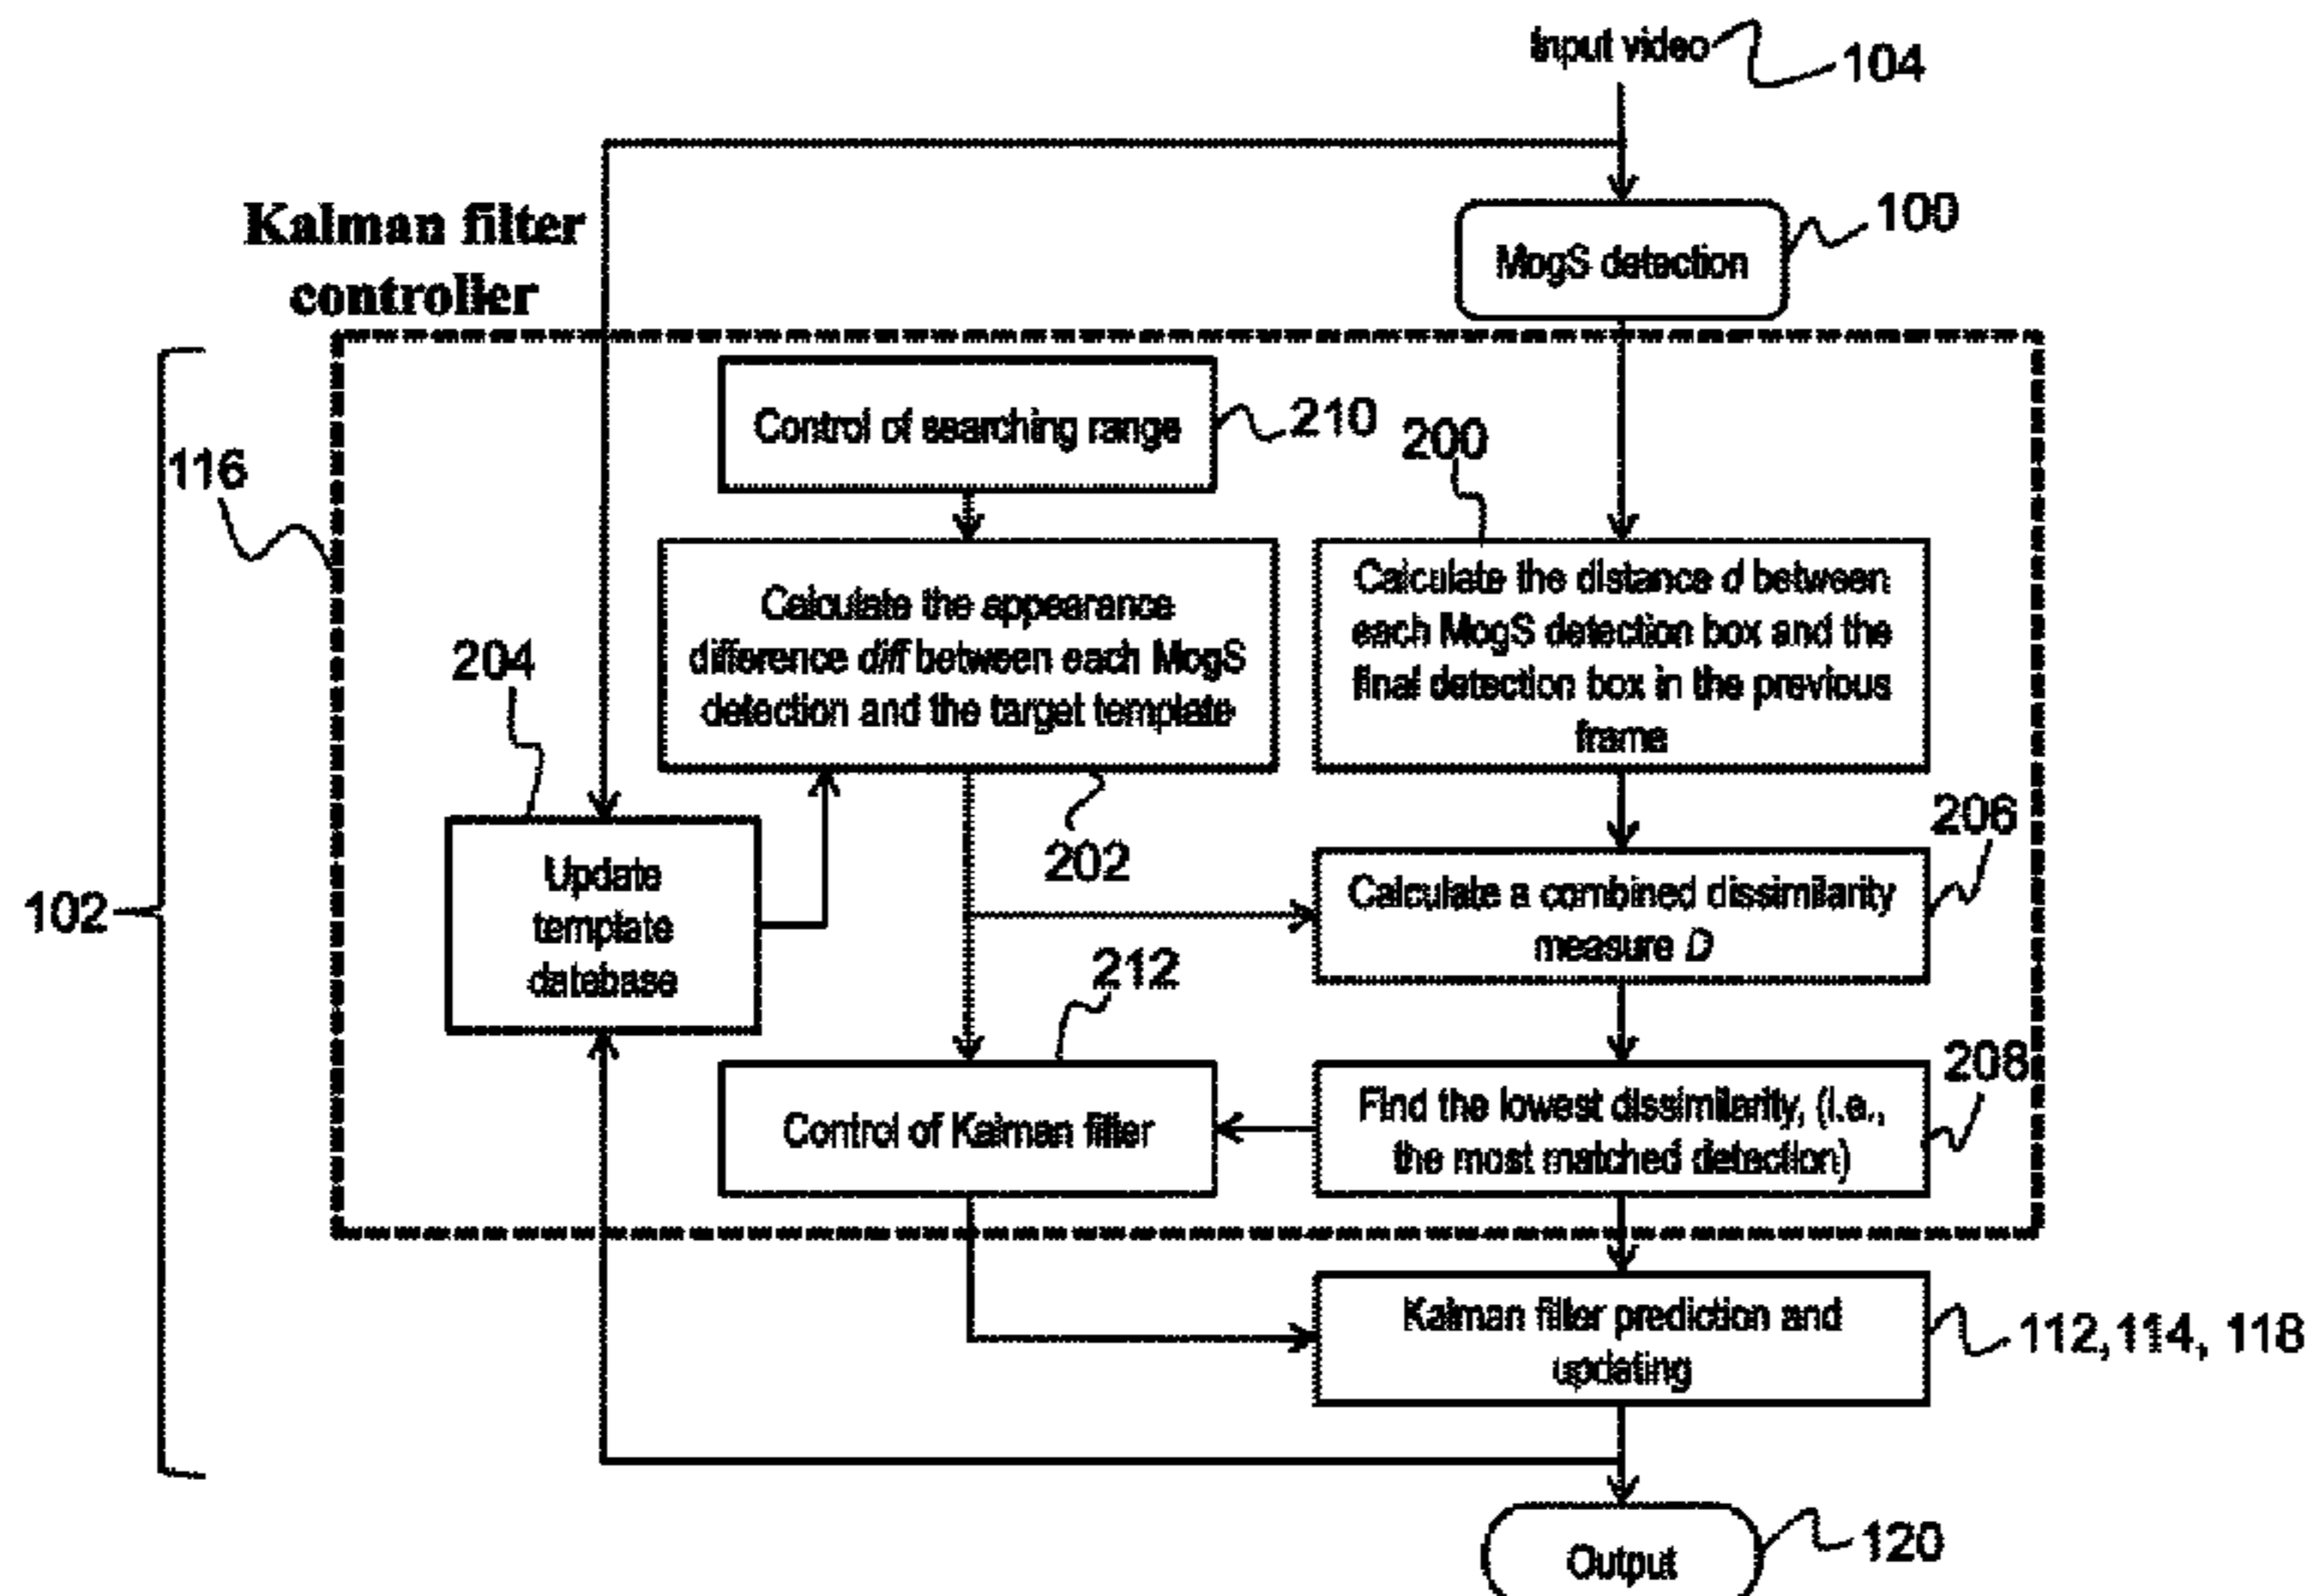 Input video
104
Kalman filter
controller
100
MogS detection
Control of searching range
210
200
116
Calculate the appearance
difference diff between each MogS
detection and the target template
Calculate the distance d between
each MogS detection box and the
final detection box in the previous
frame
204
202
206
Update
template
datebase
Calculate a combined dissimilarity
measure D
102
212
208
Control of Kalman filter
Find the lowest dissimilarity, (i.e.,
the most matched detection)
Kalman filter prediction and
updating
112, 114, 118
Output
120